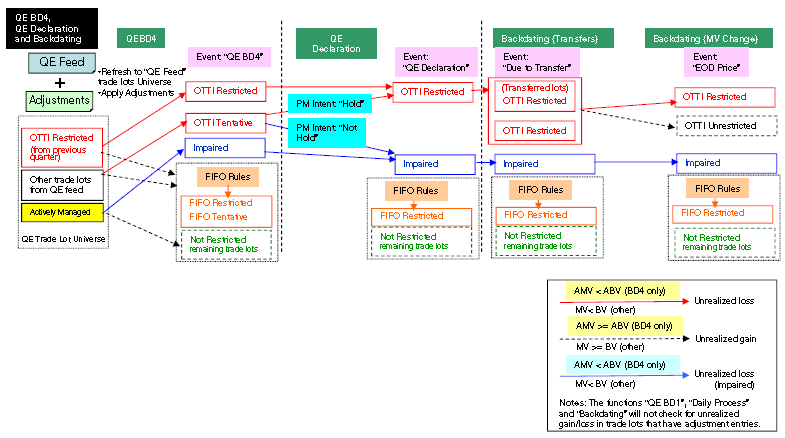 QE BD4,
QE Declaration
and Backdating
QEBD4
QE
Declaration
Backdating {Transfers}
Backdating {MV Change}
QE Feed
+
Adjustments
•Refresh to “QE Feed”
trade lots Universe
•Apply Adjustments
Event “QE BD4”
Event:
“QE Declaration”
Event:
“Due to Transfer”
Event:
“EOD Price”
OTTI Restricted
(from previous
quarter)
Other trade lots
from QE feed
Actively Managed
QE Trade Lot Universe
OTTI Restricted
OTTI Tentative
Impaired
FIFO Rules
FIFO Restricted
FIFO Tentative
Not Restricted
remaining trade lots
PM Intent “Hold”
PM Intent “Not
Hold”
OTTI Restricted
Impaired
FIFO Rules
FIFO Restricted
Not Restricted
remaining trade lots
(Transferred lots)
OTTI Restricted
OTTI Restricted
Impaired
FIFO Rules
FIFO Restricted
Not Restricted
remaining trade lots
OTTI Restricted
OTTI Unrestricted
Impaired
FIFO Rules
FIFO Restricted
Not Restricted
remaining trade lots
AMV < ABV (BD4 only)
Unrealized loss
MV< BV (other)
AMV >= ABV (BD4 only)
Unrealized gain
MV >= BV (other)
AMV < ABV (BD4 only)
Unrealized loss
(Impaired)
MV< BV (other)
Notes: The functions “QE BD1”, “Daily Process”
and “Backdating” will not check for unrealized
gain/loss in trade lots that have adjustment entries.